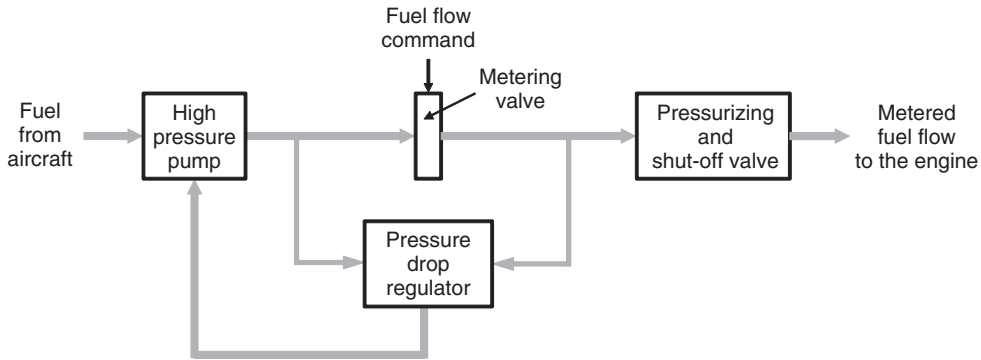 Fuel flow
command
Metering
valve
Fuel
from
aircraft
High
pressure
pump
Pressurizing
and
shut-off valve
Metered
fuel flow
to the engine
Pressure
drop
regulator